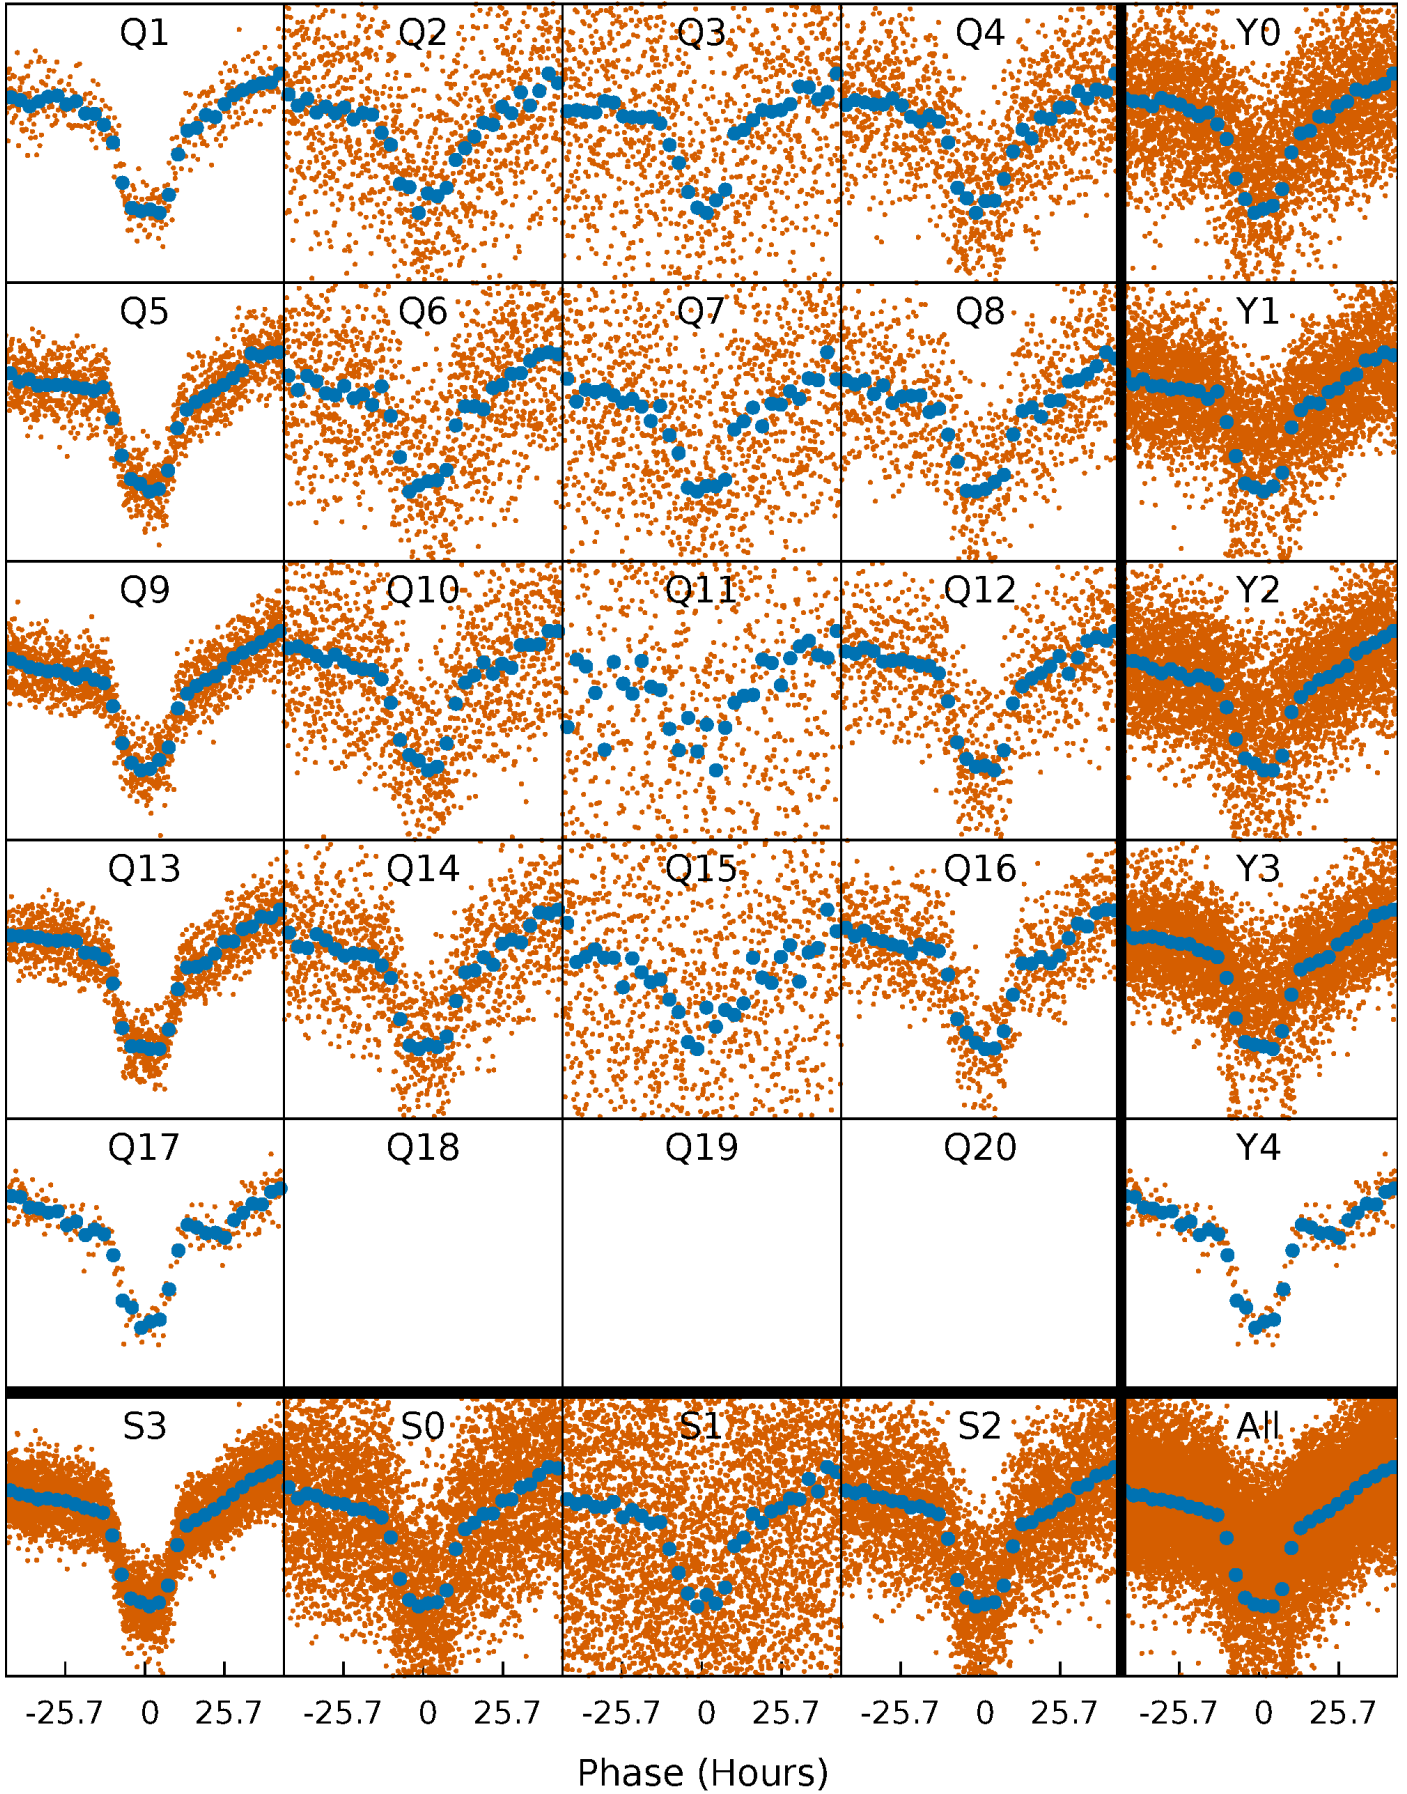 Q1 Q2 Q3 Q4 Y0
Q5 Q6 Q7 Q8 Y1
Q9 Q10 Q11 Q12 Y2
Q13 Q14 Q15 Q16 Y3
Q17 Q18 Q19 Q20 Y4
S3 S0 S1 S2 All
-25.7 0 25.7 -25.7 0 25.7 -25.7 0 25.7 -25.7 0 25.7 -25.7 0 25.7
Phase (Hours)